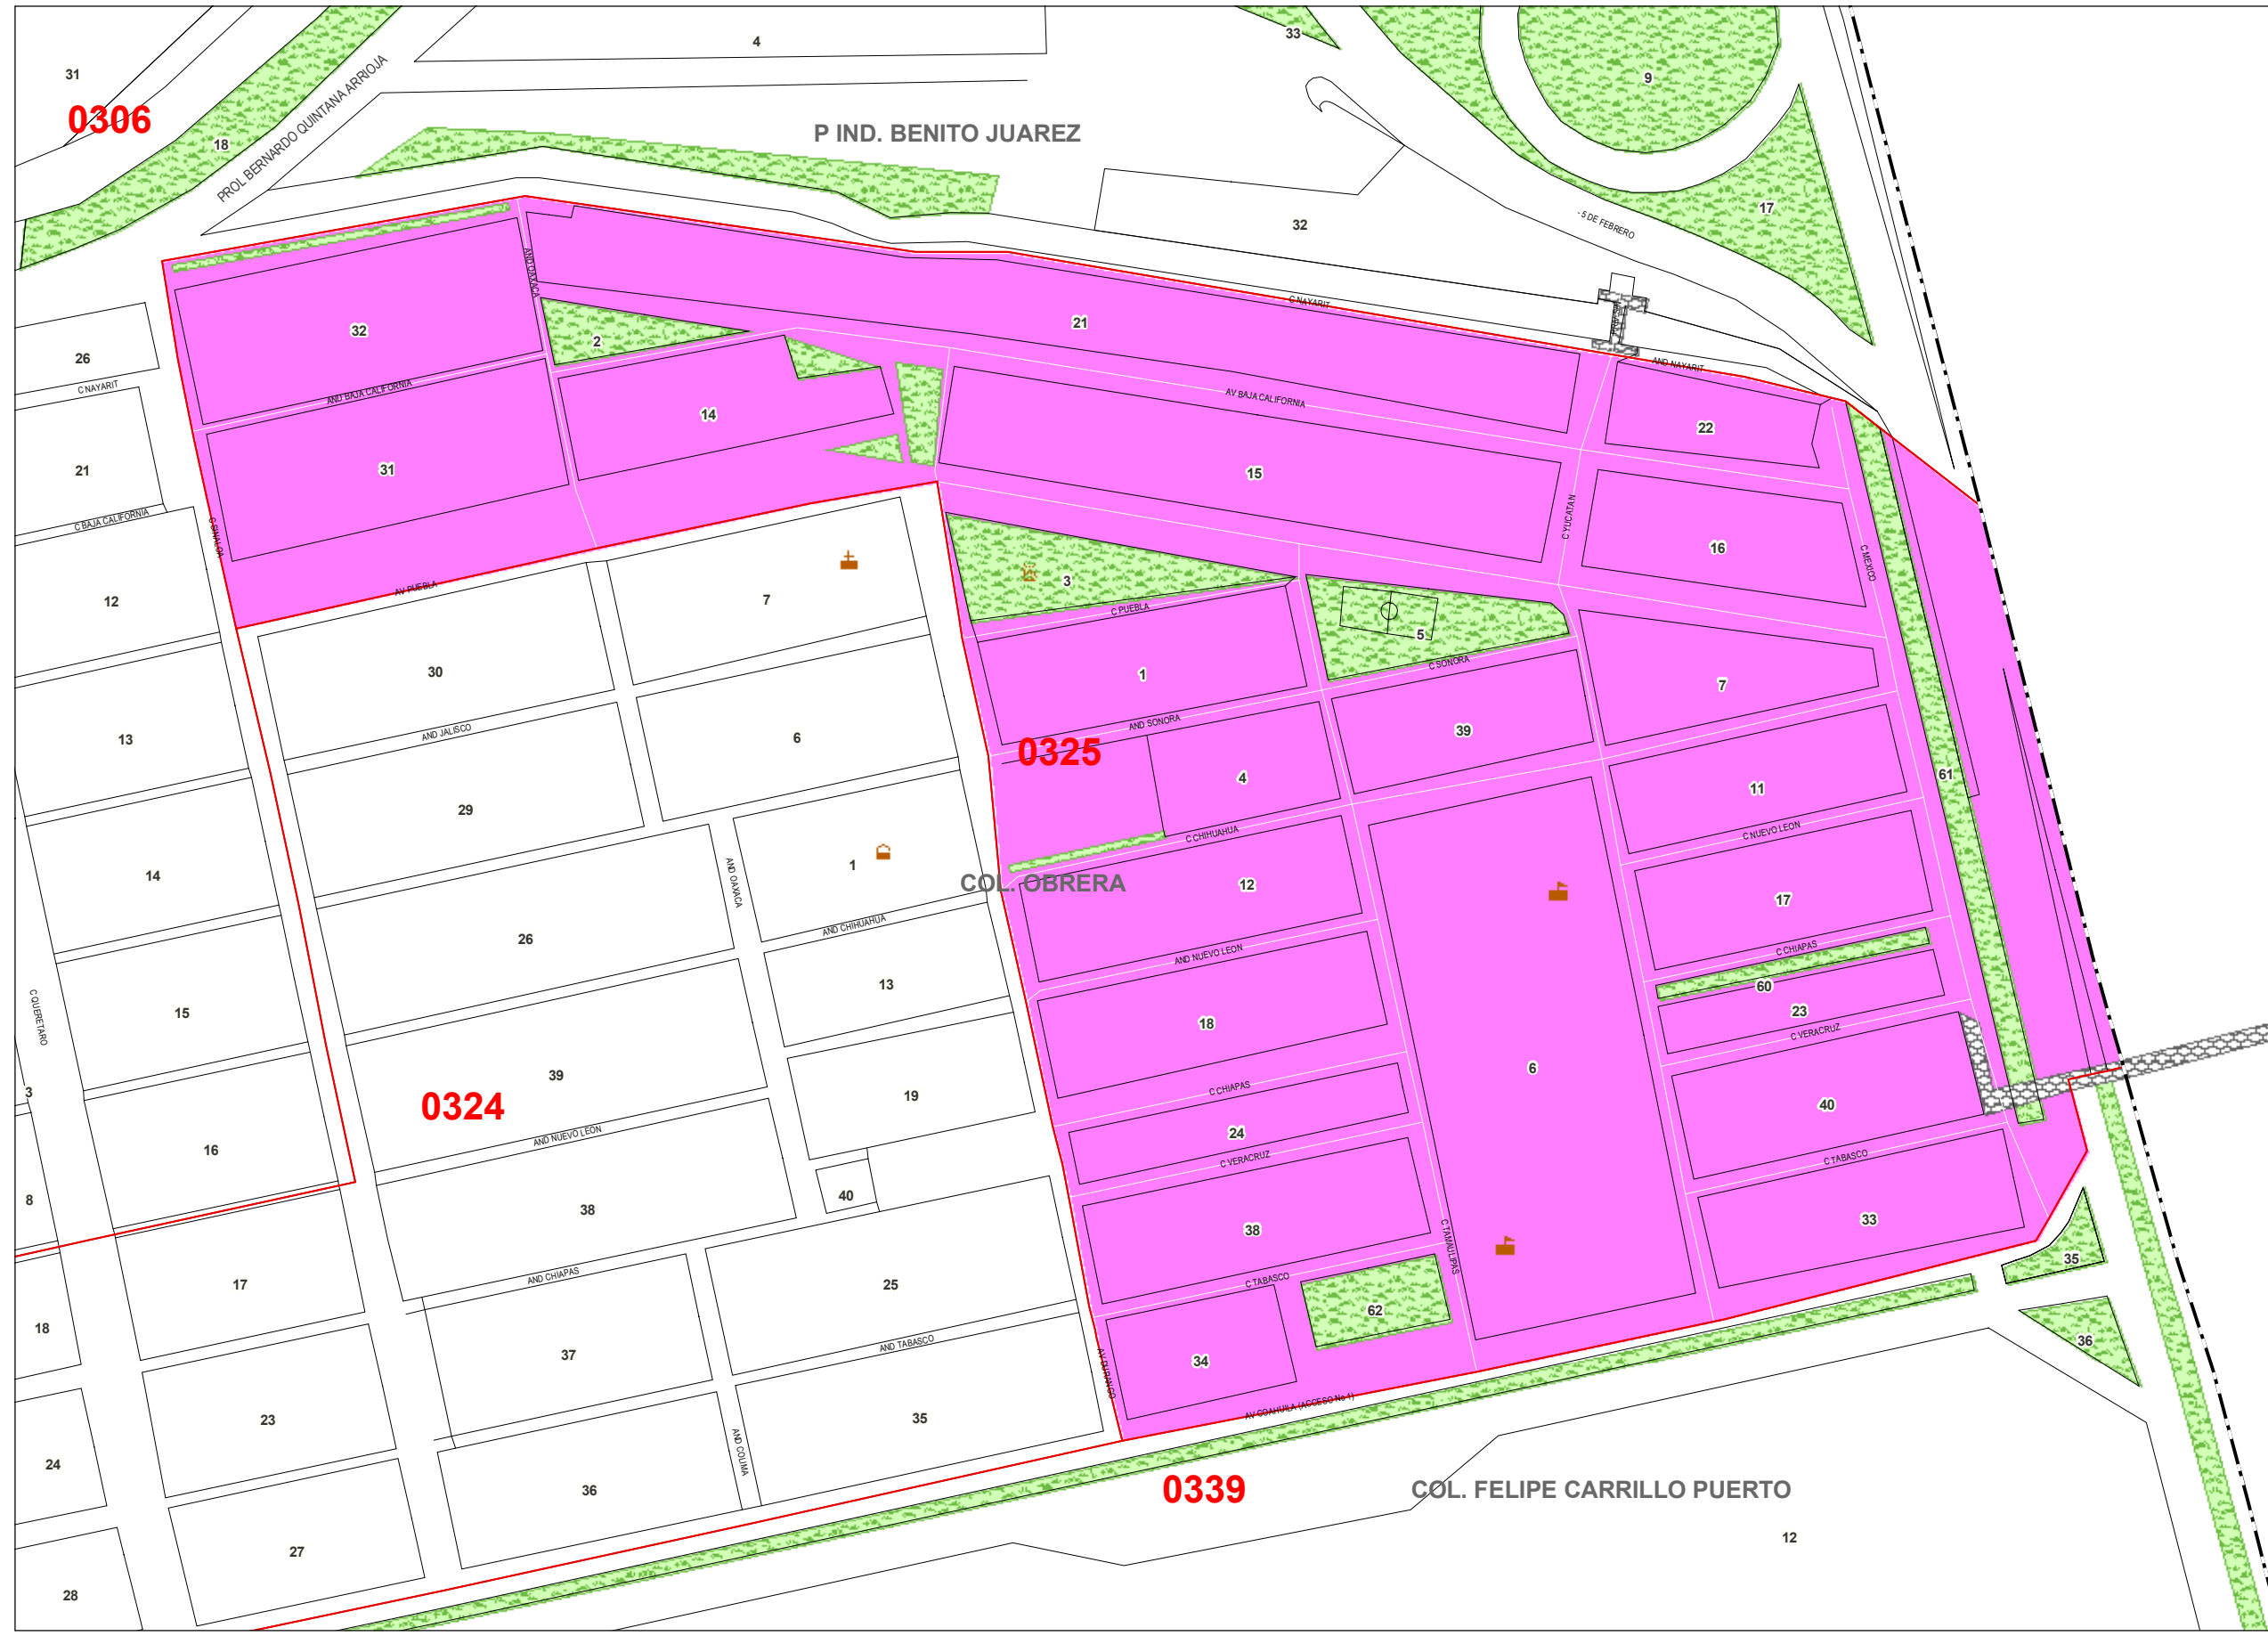 4
33
31
9
0306
P IND. BENITO JUAREZ
18
PROL BERNARDO QUINTANA ARRIOJA
17
32
- 5 DE FEBRERO
AND OAXACA
C NAYARIT
21
32
2
26
AND NAYARIT
C NAYARIT
AND BAJA CALIFORNIA
AV BAJA CALIFORNIA
14
22
21
31
15
C YUCATAN
C BAJA CALIFORNIA
C SINALOA
16
C MEXICO
AV PUEBLA
3
12
7
C PUEBLA
5
C SONORA
30
1
7
AND SONORA
39
13
AND JALISCO
6
0325
4
61
11
29
C NUEVO LEON
C CHIHUAHUA
14
AND OAXACA
1
COL. OBRERA
12
17
AND CHIHUAHUA
26
C CHIAPAS
AND NUEVO LEON
13
60
C QUERETARO
15
18
23
C VERACRUZ
39
6
3
0324
19
C CHIAPAS
40
24
AND NUEVO LEON
16
C VERACRUZ
C TABASCO
8
40
38
38
33
C TAMAULIPAS
35
AND CHIAPAS
17
25
C TABASCO
62
18
36
AND TABASCO
37
34
AV DURANGO
AV COAHUILA (ACCESO No 1)
23
35
24
AND COLIMA
36
0339
COL. FELIPE CARRILLO PUERTO
12
27
28